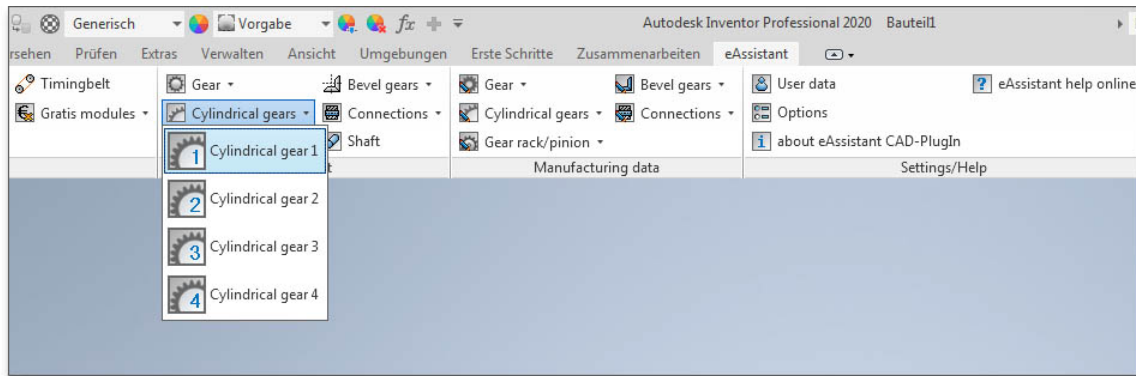 Generisch Vorgabe fx Autodesk Inventor Professional 2020 Bauteil1
rsehen Prüfen Extras Verwalten Ansicht Umgebungen Erste Schritte Zusammenarbeiten eAssistant
Timingbelt Gear Bevel gears Gear Bevel gears User data ? eAssistant help online
Gratis modules Cylindrical gears Connections Cylindrical gears Connections Options
Shaft Gear rack/pinion i about eAssistant CAD-PlugIn
Manufacturing data Settings/Help
1 Cylindrical gear 1
2 Cylindrical gear 2
3 Cylindrical gear 3
4 Cylindrical gear 4